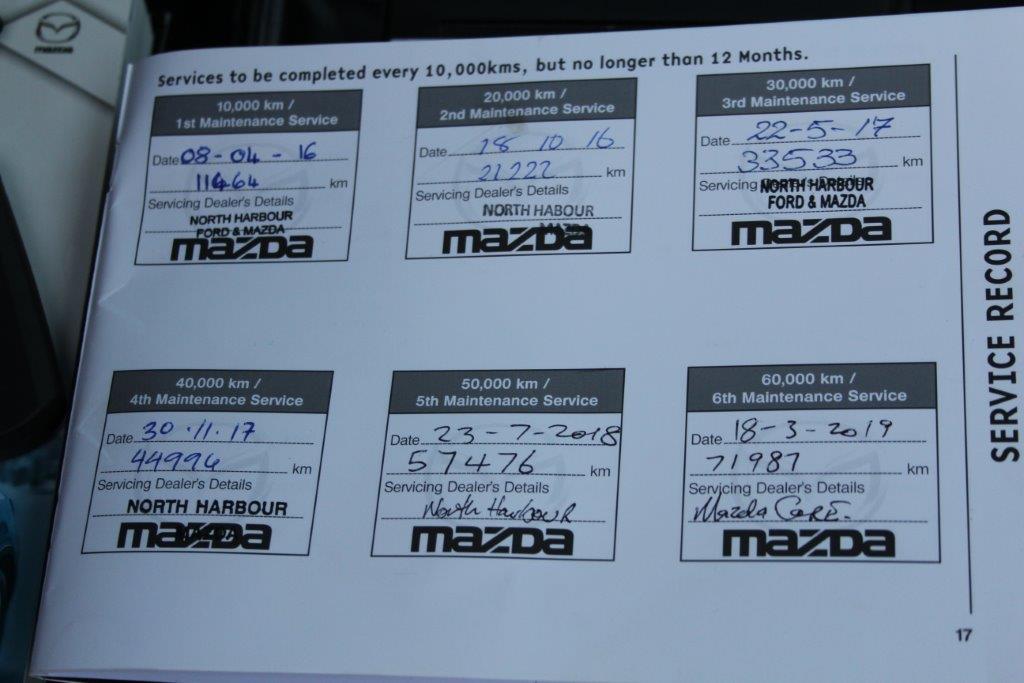 mazda
Services to be completed every 10,000kms, but no longer than 12 Months.
10,000 km /
1st Maintenance Service
Date 08-04-16
11464 km
Servicing Dealer's Details
NORTH HARBOUR
FORD & MAZDA
mazda
20,000 km /
2nd Maintenance Service
Date 18 10 16
21222 km
Servicing Dealer's Details
NORTH HABOUR
MAZDA
mazda
30,000 km /
3rd Maintenance Service
Date 22-5-17
33533 km
Servicing Dealer's Details
NORTH HARBOUR
FORD & MAZDA
mazda
40,000 km /
4th Maintenance Service
Date 30.11.17
44994 km
Servicing Dealer's Details
NORTH HARBOUR
MAZDA
mazda
50,000 km /
5th Maintenance Service
Date 23-7-2018
57476 km
Servicing Dealer's Details
North Harbour
mazda
60,000 km /
6th Maintenance Service
Date 18-3-2019
71987 km
Servicing Dealer's Details
Mazda Care.
mazda
SERVICE RECORD
17